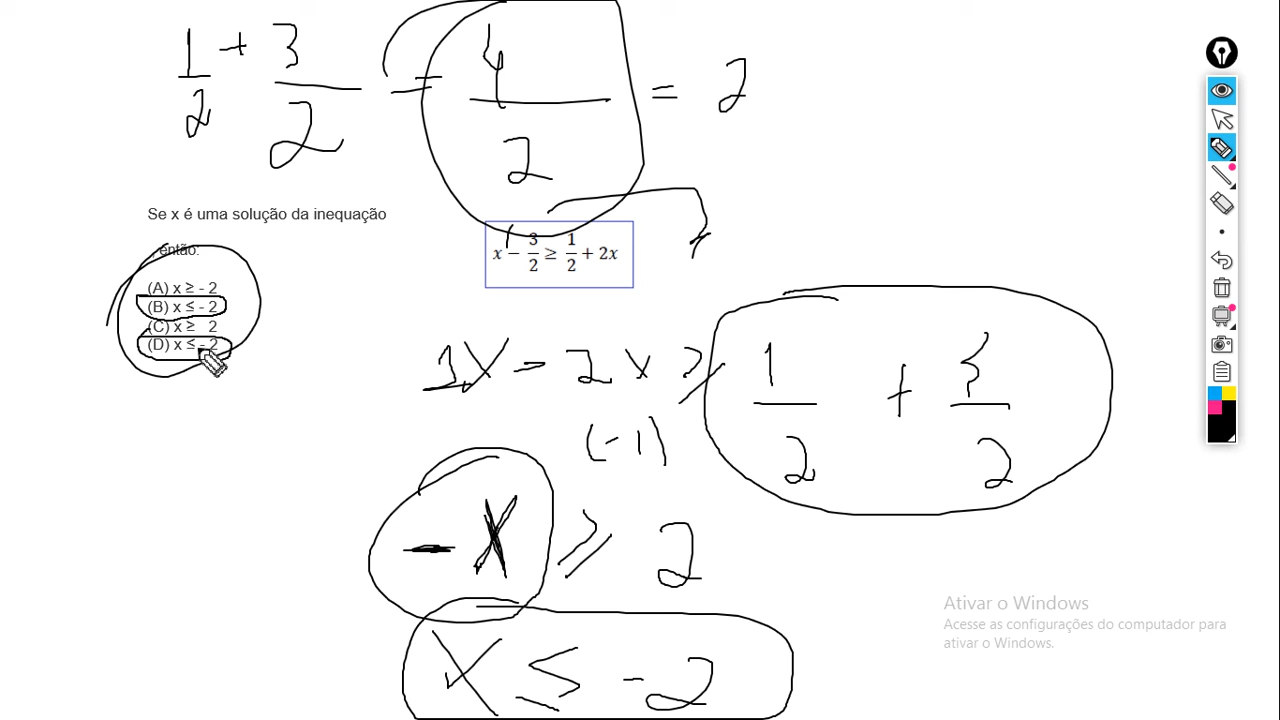 1/2 + 3/2 = 4/2 = 2
Se x é uma solução da inequação
então:
x - 3/2 ≥ 1/2 + 2x
(A) x ≥ - 2
(B) x ≤ - 2
(C) x ≥ 2
(D) x ≤ - 2
1x - 2x ≥ 1/2 + 3/2
(-1)
- x ≥ 2
x ≤ -2
Ativar o Windows
Acesse as configurações do computador para
ativar o Windows.